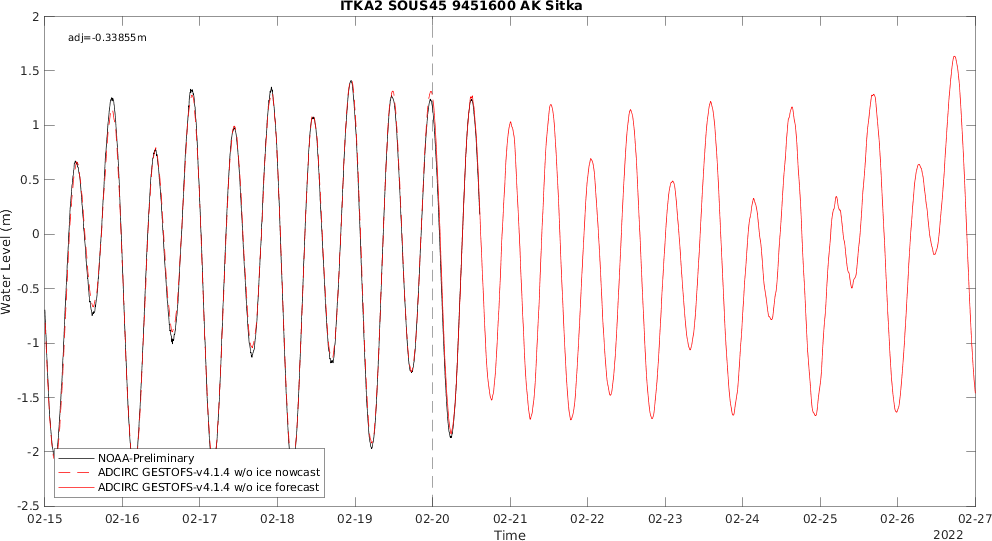 ITKA2 SOUS45 9451600 AK Sitka
adj=-0.33855m
2
1.5
1
0.5
0
-0.5
-1
-1.5
-2
-2.5
Water Level (m)
NOAA-Preliminary
ADCIRC GESTOFS-v4.1.4 w/o ice nowcast
ADCIRC GESTOFS-v4.1.4 w/o ice forecast
02-15 02-16 02-17 02-18 02-19 02-20 02-21 02-22 02-23 02-24 02-25 02-26 02-27
Time
2022